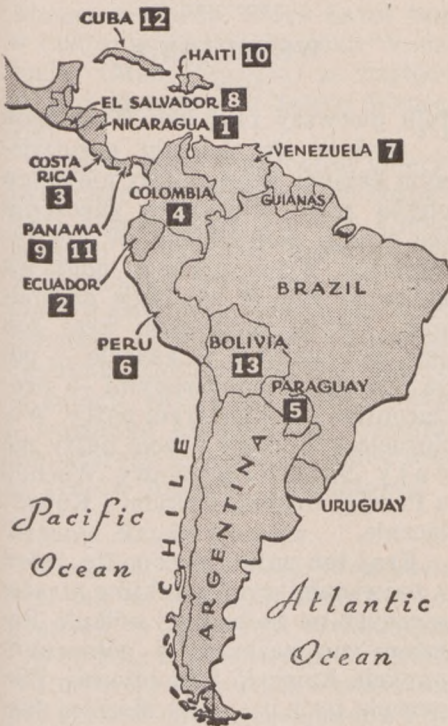 CUBA 12
HAITI 10
EL SALVADOR 8
NICARAGUA 1
COSTA
RICA
3
VENEZUELA 7
COLOMBIA
4
GUIANAS
PANAMA
9 11
ECUADOR
2
BRAZIL
PERU
6
BOLIVIA
13
PARAGUAY
5
CHILE
ARGENTINA
URUGUAY
Pacific
Ocean
Atlantic
Ocean